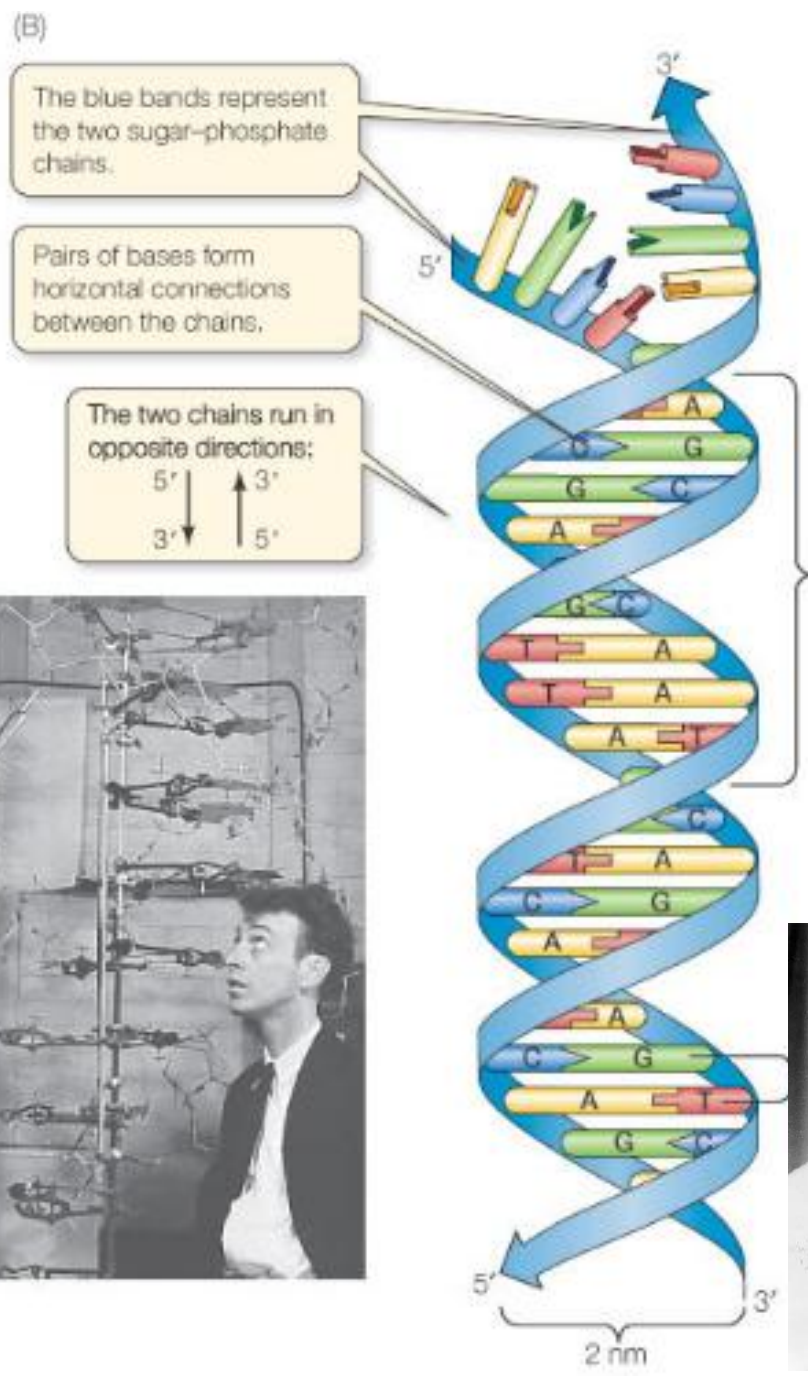 (B)
The blue bands represent
the two sugar–phosphate
chains.
Pairs of bases form
horizontal connections
between the chains.
The two chains run in
opposite directions:
5′ 3′
3′ 5′
3′
5′
A
C G
G C
A
G C
T A
T A
A T
C
T A
C G
A
A
C G
A T
G C
5′
3′
2 nm